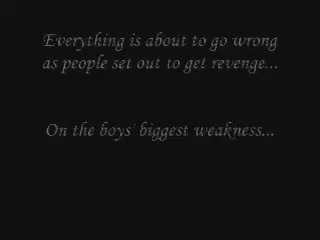 Everything is about to go wrong
as people set out to get revenge...
On the boys' biggest weakness...